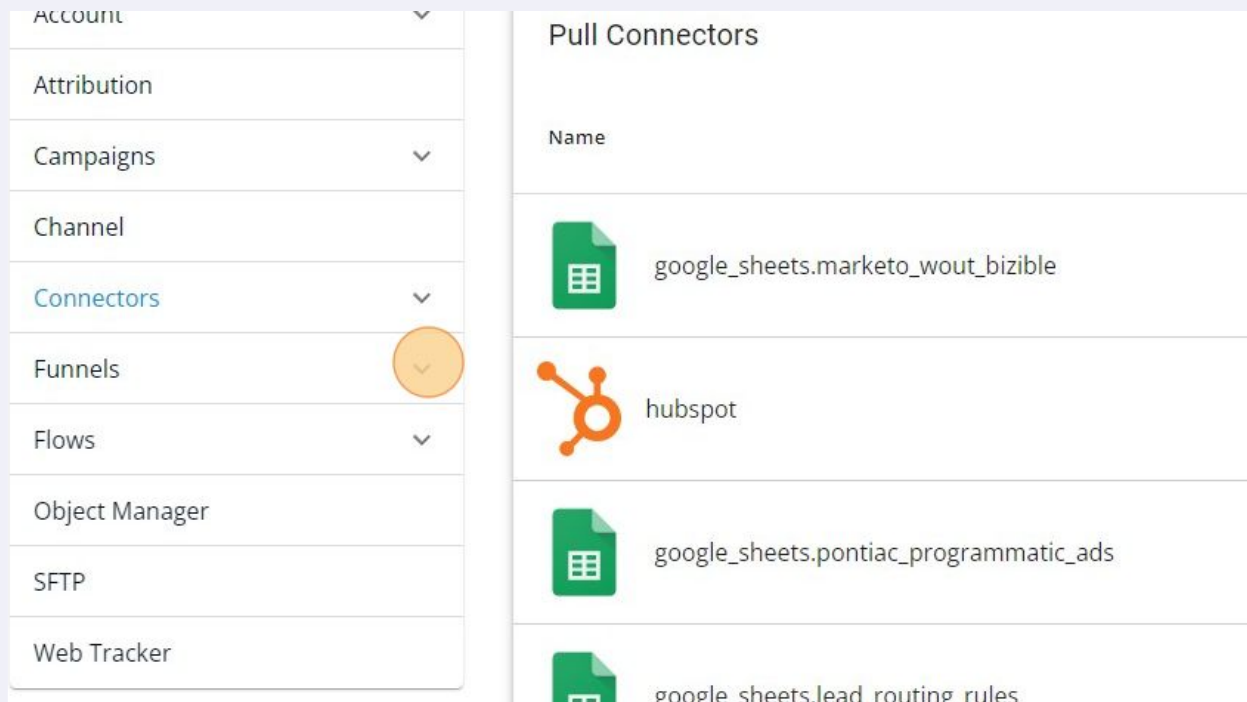 Account
Attribution
Campaigns
Channel
Connectors
Funnels
Flows
Object Manager
SFTP
Web Tracker
Pull Connectors
Name
google_sheets.marketo_wout_bizible
hubspot
google_sheets.pontiac_programmatic_ads
google_sheets.lead_routing_rules